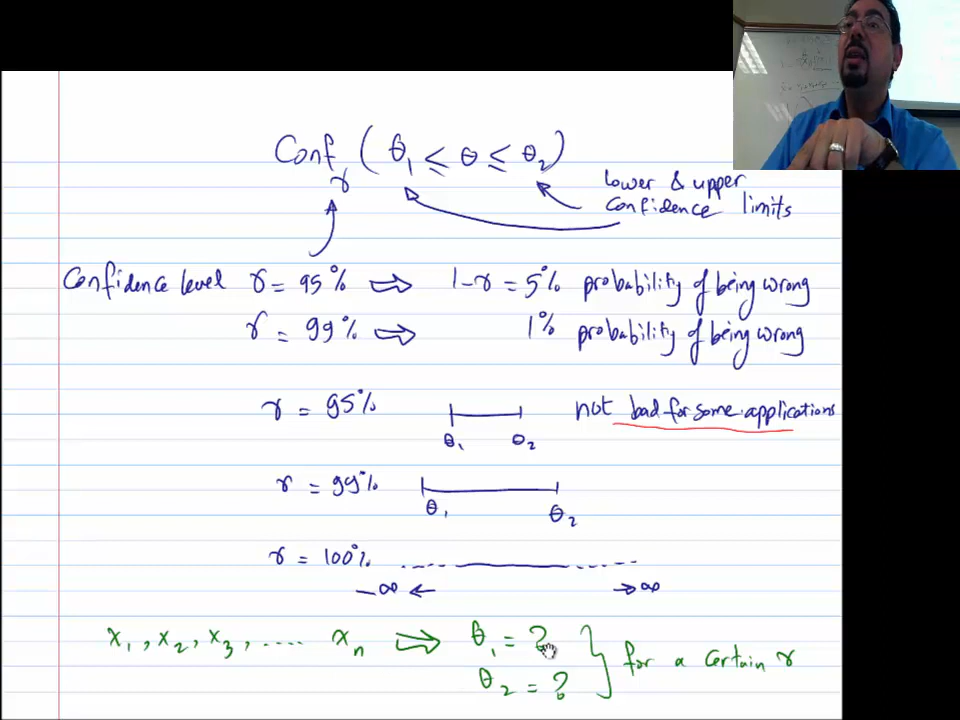 Conf γ ( θ1 ≤ θ ≤ θ2 )
lower & upper
confidence limits
Confidence level γ = 95% ⇒ 1-γ = 5% probability of being wrong
γ = 99% ⇒ 1% probability of being wrong
γ = 95% θ1 θ2 not bad for some applications
γ = 99% θ1 θ2
γ = 100%
-∞ ← → ∞
x1, x2, x3, .... xn ⇒ θ1 = ?
θ2 = ? } for a certain γ